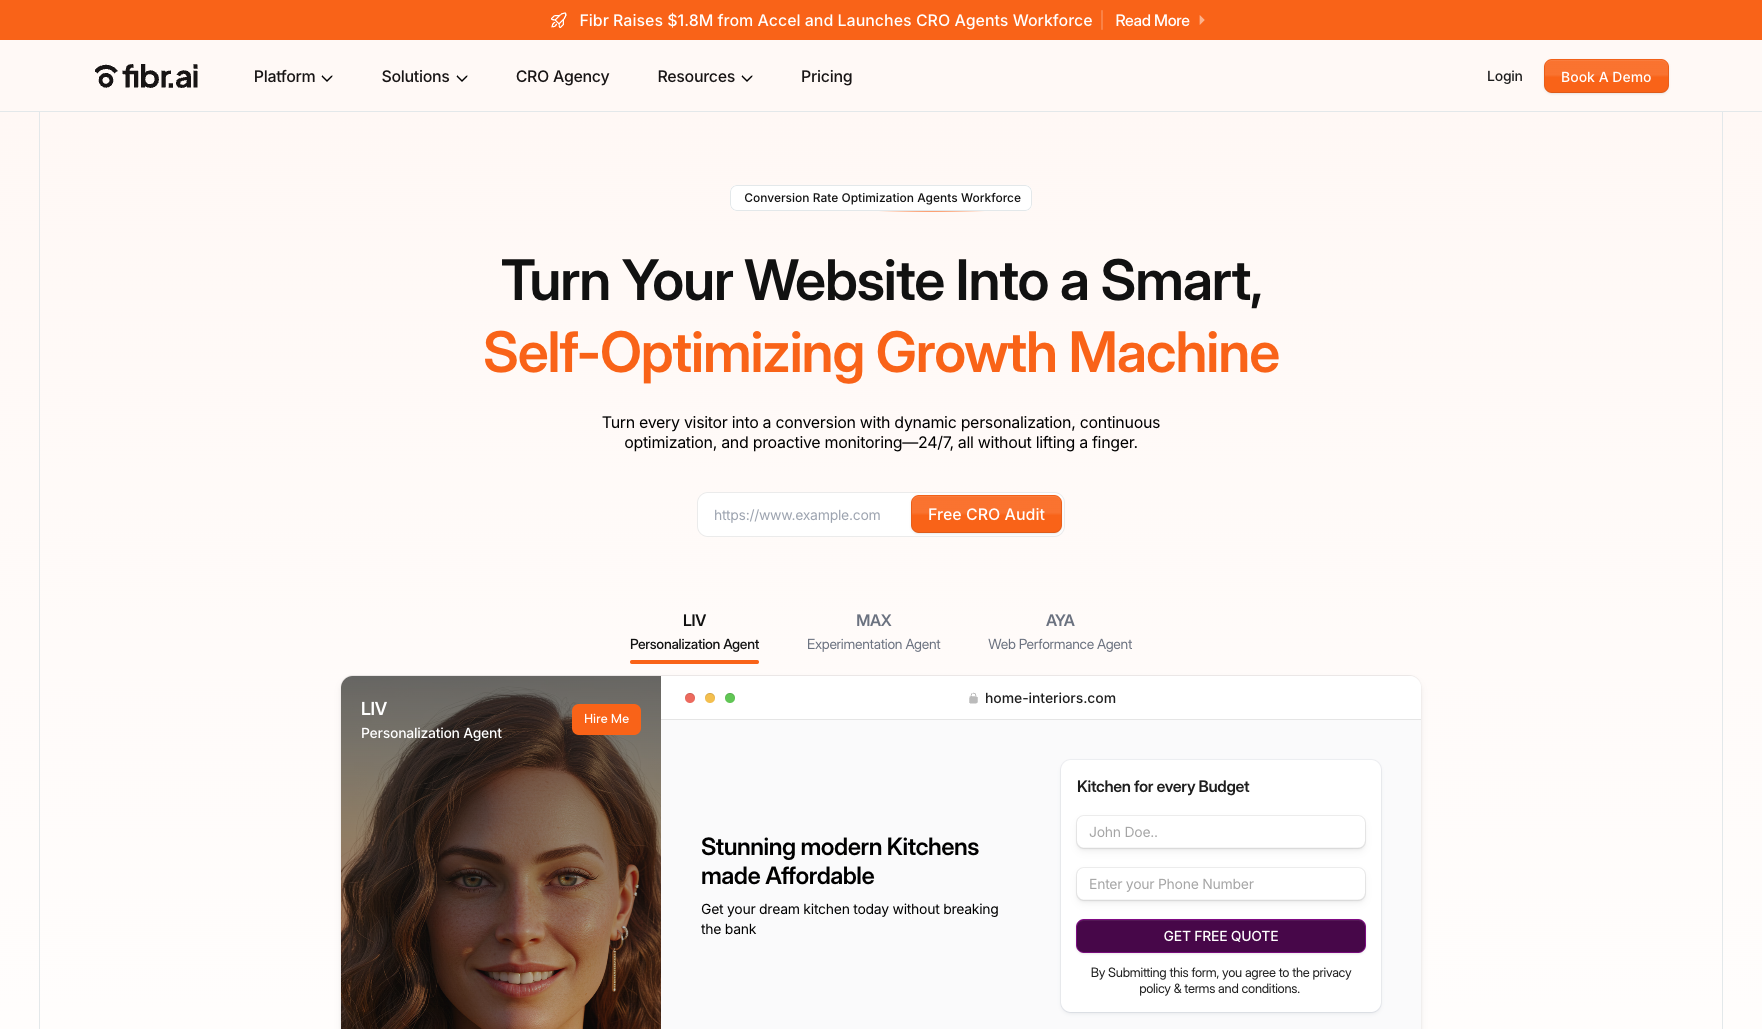 Fibr Raises $1.8M from Accel and Launches CRO Agents Workforce Read More
fibr.ai Platform Solutions CRO Agency Resources Pricing Login Book A Demo
Conversion Rate Optimization Agents Workforce
Turn Your Website Into a Smart,
Self-Optimizing Growth Machine
Turn every visitor into a conversion with dynamic personalization, continuous
optimization, and proactive monitoring—24/7, all without lifting a finger.
https://www.example.com Free CRO Audit
LIV MAX AYA
Personalization Agent Experimentation Agent Web Performance Agent
LIV
Personalization Agent
Hire Me
home-interiors.com
Stunning modern Kitchens
made Affordable
Get your dream kitchen today without breaking
the bank
Kitchen for every Budget
John Doe..
Enter your Phone Number
GET FREE QUOTE
By Submitting this form, you agree to the privacy
policy & terms and conditions.